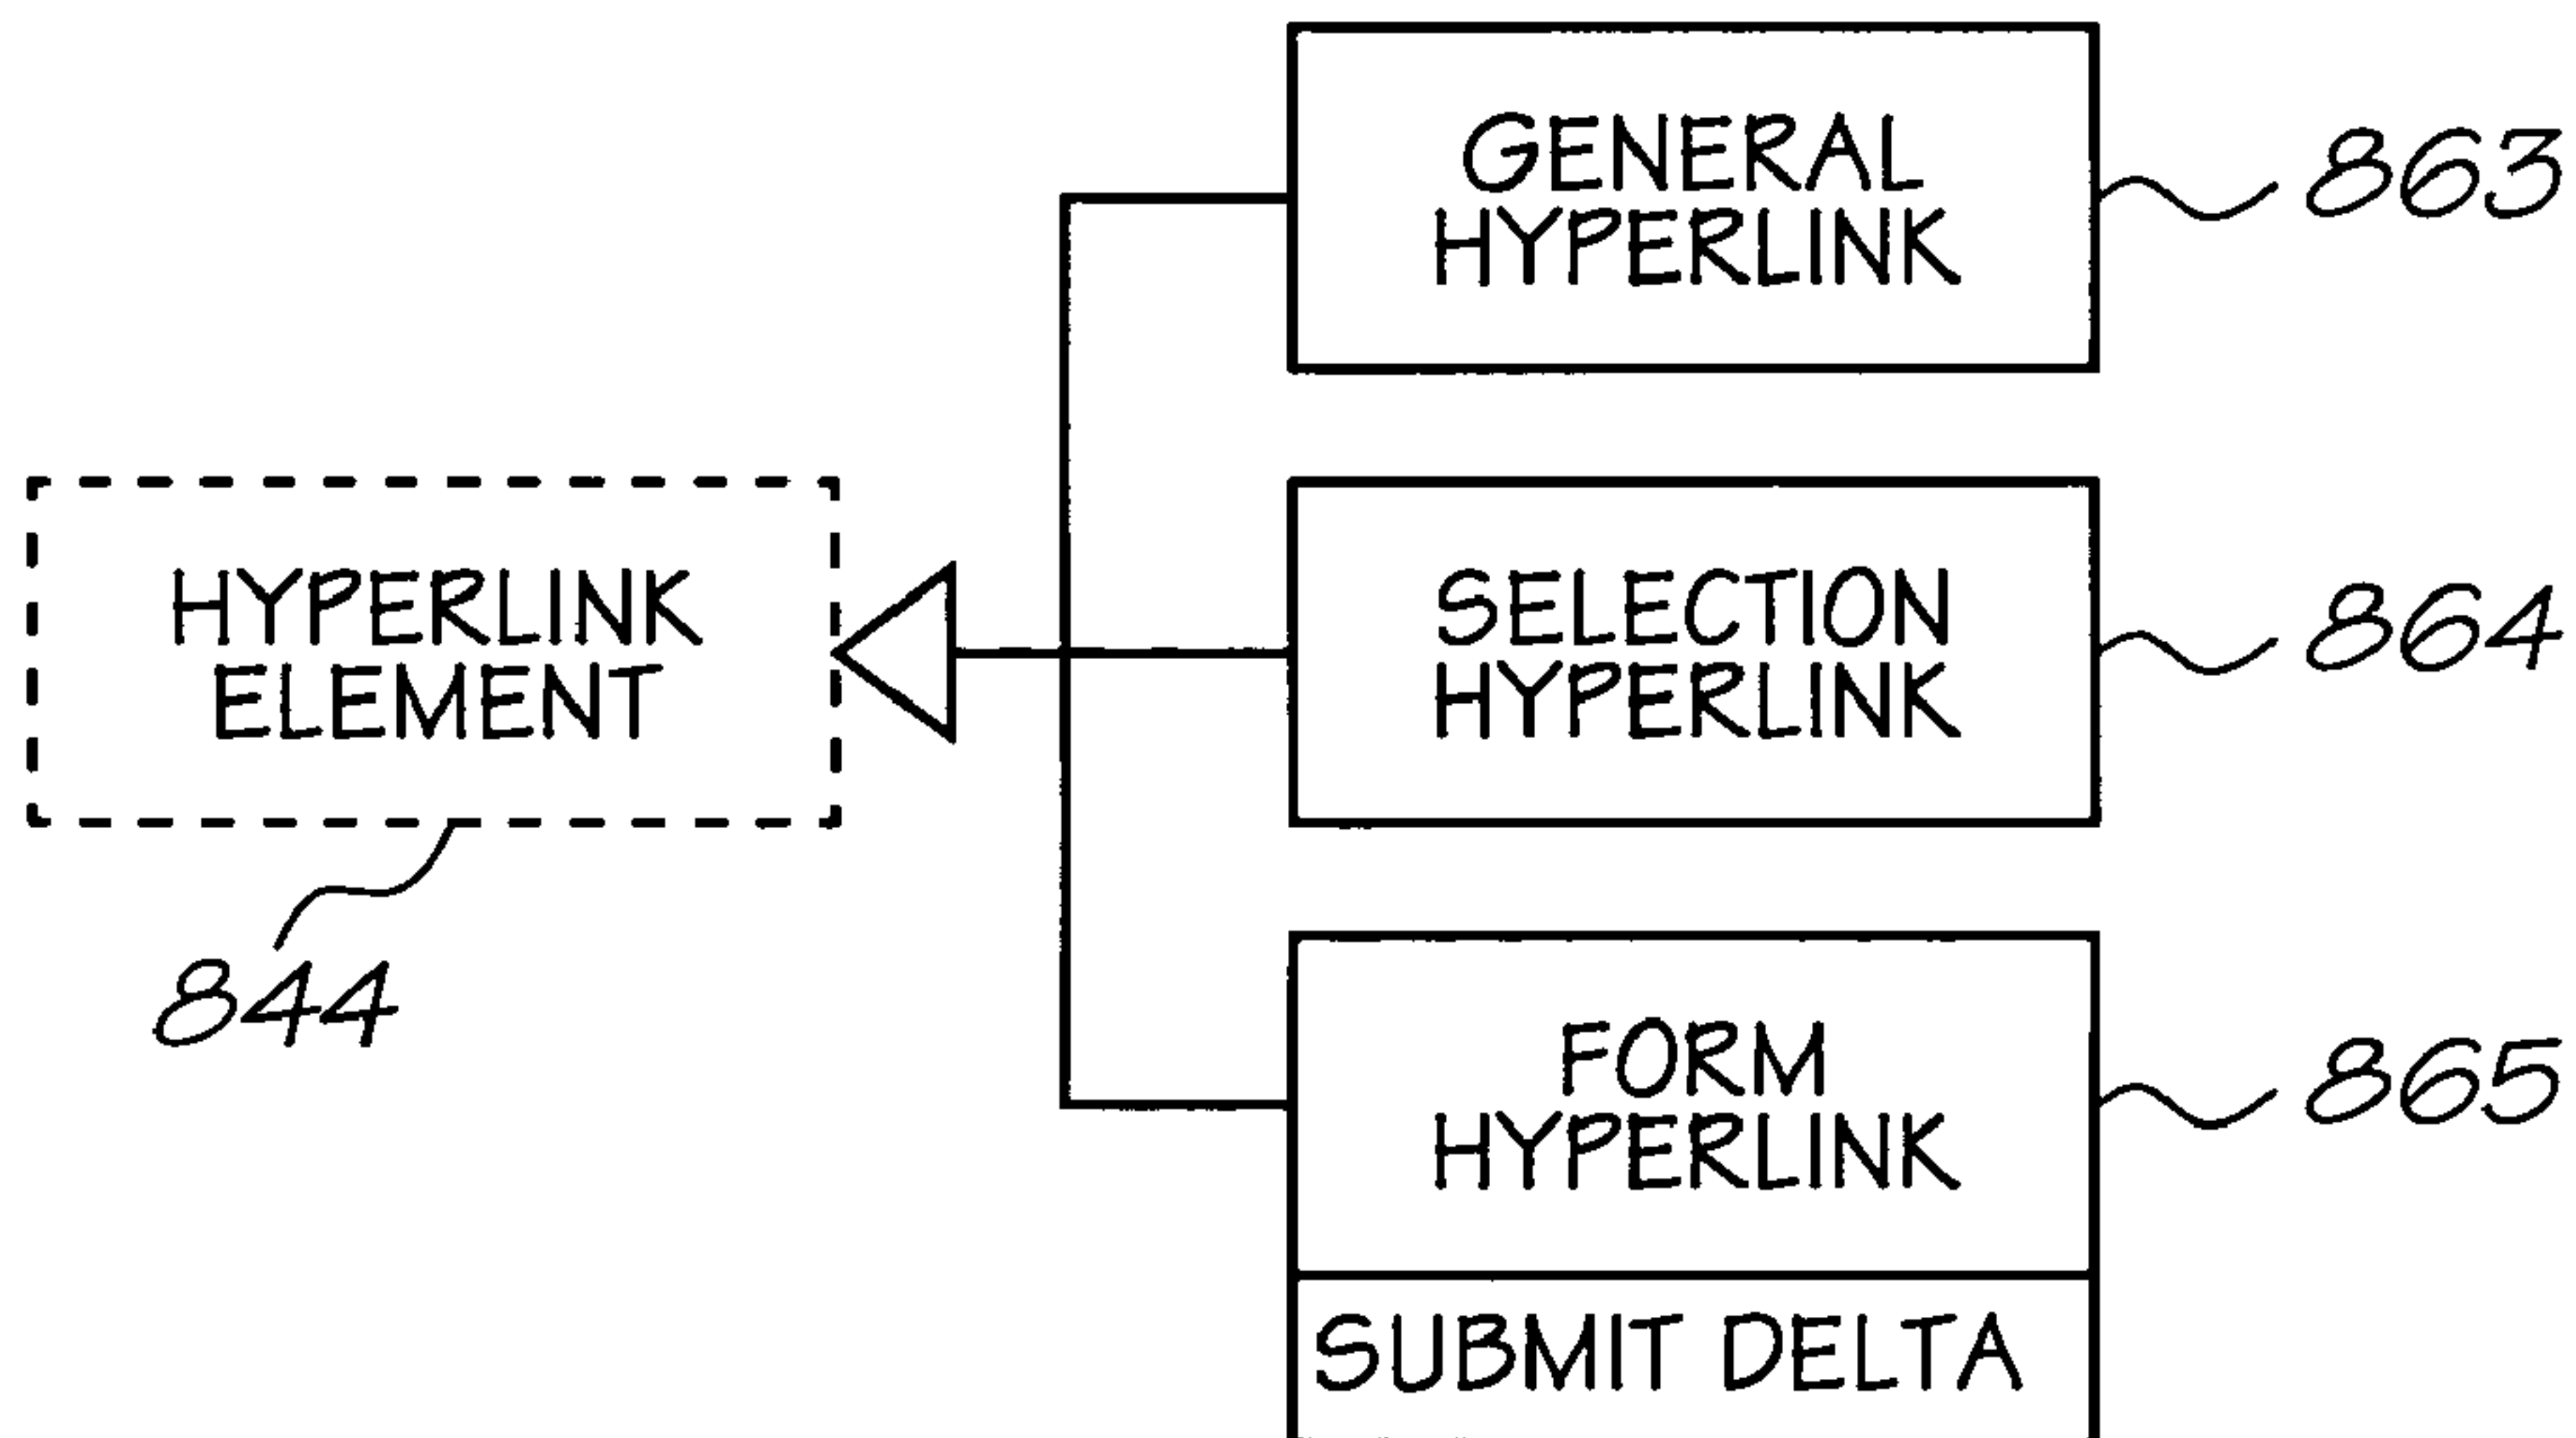 GENERAL
HYPERLINK
863
HYPERLINK
ELEMENT
844
SELECTION
HYPERLINK
864
FORM
HYPERLINK
865
SUBMIT DELTA